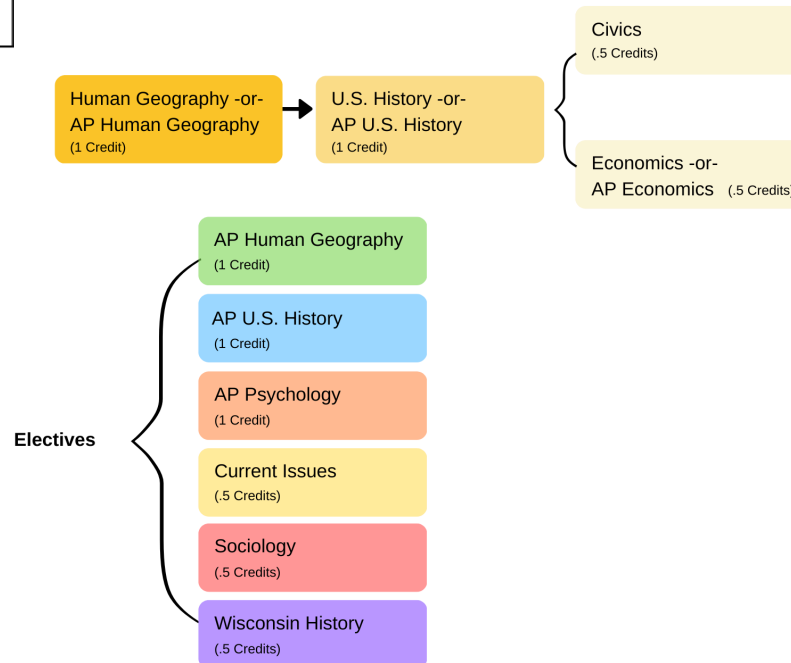 Human Geography -or-
AP Human Geography
(1 Credit)
U.S. History -or-
AP U.S. History
(1 Credit)
Civics
(.5 Credits)
Economics -or-
AP Economics (.5 Credits)
Electives
AP Human Geography
(1 Credit)
AP U.S. History
(1 Credit)
AP Psychology
(1 Credit)
Current Issues
(.5 Credits)
Sociology
(.5 Credits)
Wisconsin History
(.5 Credits)